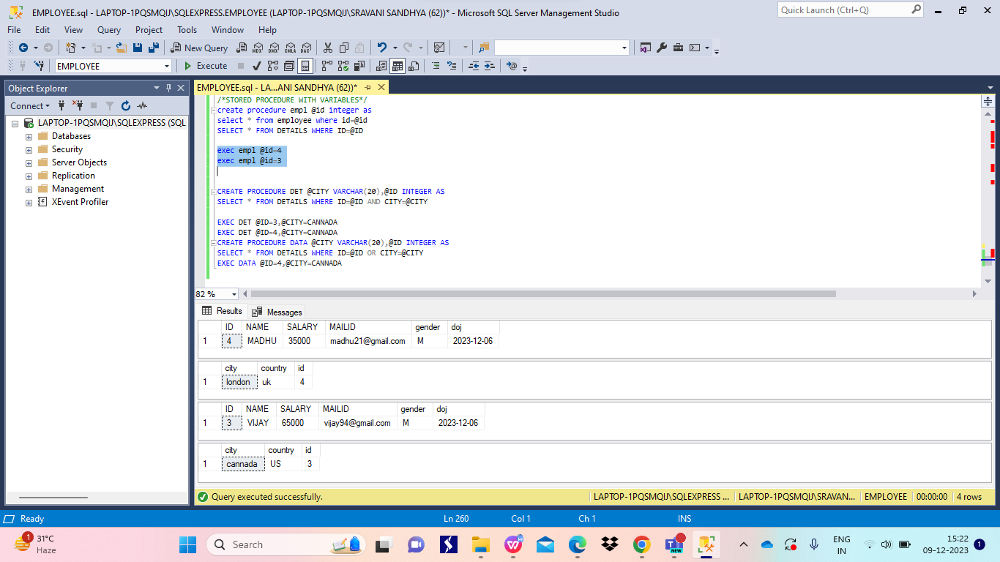 EMPLOYEE.sql - LAPTOP-1PQSMQIJ\SQLEXPRESS.EMPLOYEE (LAPTOP-1PQSMQIJ\SRAVANI SANDHYA (62))* - Microsoft SQL Server Management Studio
Quick Launch (Ctrl+Q)
File Edit View Query Project Tools Window Help
New Query MDX DMX XMLA DAX
EMPLOYEE Execute
Object Explorer
EMPLOYEE.sql - LA...ANI SANDHYA (62))*
Connect
LAPTOP-1PQSMQIJ\SQLEXPRESS (SQL
Databases
Security
Server Objects
Replication
Management
XEvent Profiler
/*STORED PROCEDURE WITH VARIABLES*/
create procedure empl @id integer as
select * from employee where id=@id
SELECT * FROM DETAILS WHERE ID=@ID
exec empl @id=4
exec empl @id=3
CREATE PROCEDURE DET @CITY VARCHAR(20),@ID INTEGER AS
SELECT * FROM DETAILS WHERE ID=@ID AND CITY=@CITY
EXEC DET @ID=3,@CITY=CANNADA
EXEC DET @ID=4,@CITY=CANNADA
CREATE PROCEDURE DATA @CITY VARCHAR(20),@ID INTEGER AS
SELECT * FROM DETAILS WHERE ID=@ID OR CITY=@CITY
EXEC DATA @ID=4,@CITY=CANNADA
82 %
Results Messages
ID NAME SALARY MAILID gender doj
1 4 MADHU 35000 madhu21@gmail.com M 2023-12-06
city country id
1 london uk 4
ID NAME SALARY MAILID gender doj
1 3 VIJAY 65000 vijay94@gmail.com M 2023-12-06
city country id
1 cannada US 3
Query executed successfully. LAPTOP-1PQSMQIJ\SQLEXPRESS ... LAPTOP-1PQSMQIJ\SRAVAN... EMPLOYEE 00:00:00 4 rows
Ready Ln 260 Col 1 Ch 1 INS
1 31°C
Haze
Search
NEW
ENG
IN
15:22
09-12-2023
1